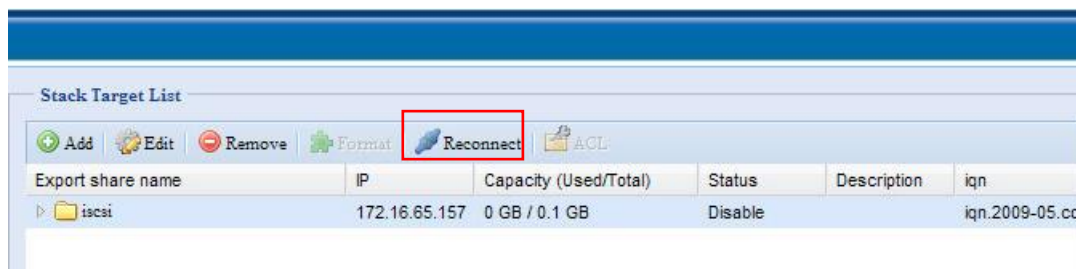 Stack Target List
Add Edit Remove Format Reconnect ACL
Export share name IP Capacity (Used/Total) Status Description iqn
iscsi 172.16.65.157 0 GB / 0.1 GB Disable iqn.2009-05.co